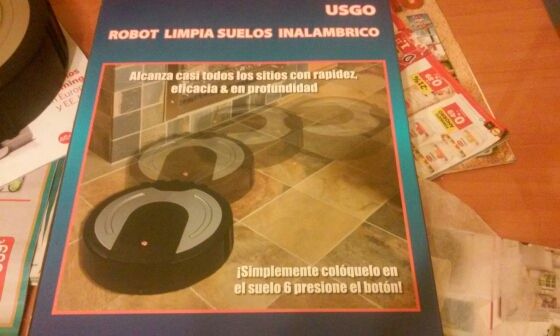 USGO
ROBOT LIMPIA SUELOS INALAMBRICO
Alcanza casi todos los sitios con rapidez,
eficacia & en profundidad
¡Simplemente colóquelo en
el suelo 6 presione el botón!